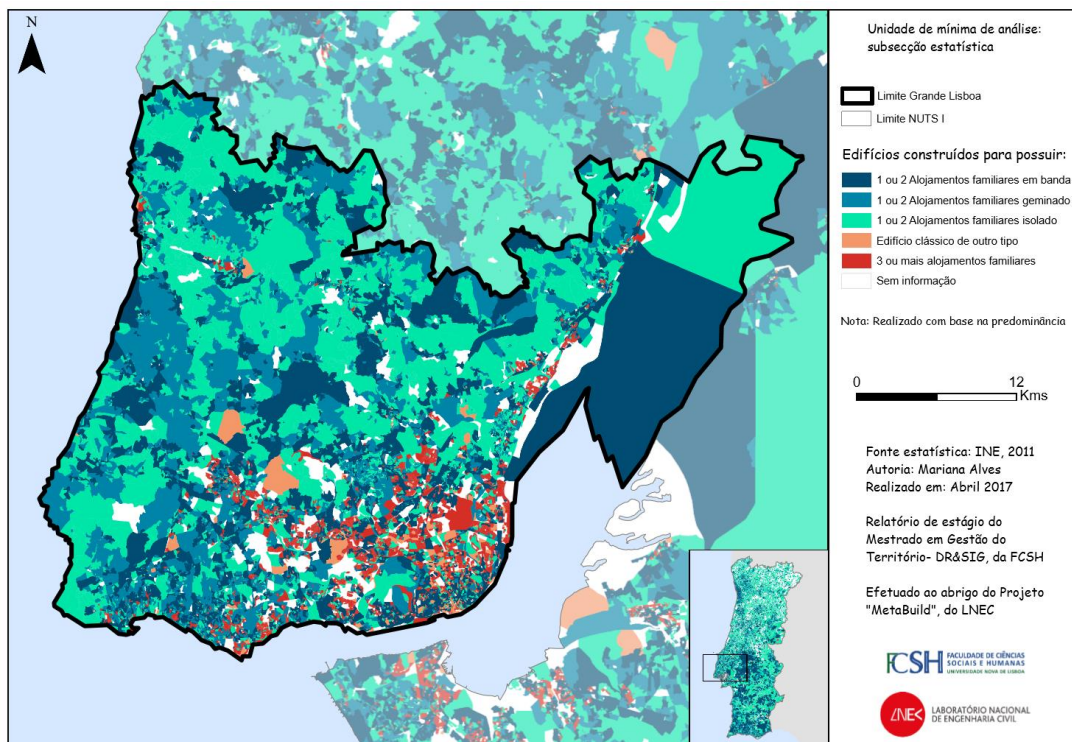 N
Unidade de mínima de análise:
subsecção estatística
Limite Grande Lisboa
Limite NUTS I
Edifícios construídos para possuir:
1 ou 2 Alojamentos familiares em banda
1 ou 2 Alojamentos familiares geminado
1 ou 2 Alojamentos familiares isolado
Edifício clássico de outro tipo
3 ou mais alojamentos familiares
Sem informação
Nota: Realizado com base na predominância
0 12
Kms
Fonte estatística: INE, 2011
Autoria: Mariana Alves
Realizado em: Abril 2017
Relatório de estágio do
Mestrado em Gestão do
Território- DR&SIG, da FCSH
Efetuado ao abrigo do Projeto
"MetaBuild", do LNEC
FCSH FACULDADE DE CIÊNCIAS
SOCIAIS E HUMANAS
UNIVERSIDADE NOVA DE LISBOA
LNEC LABORATÓRIO NACIONAL
DE ENGENHARIA CIVIL